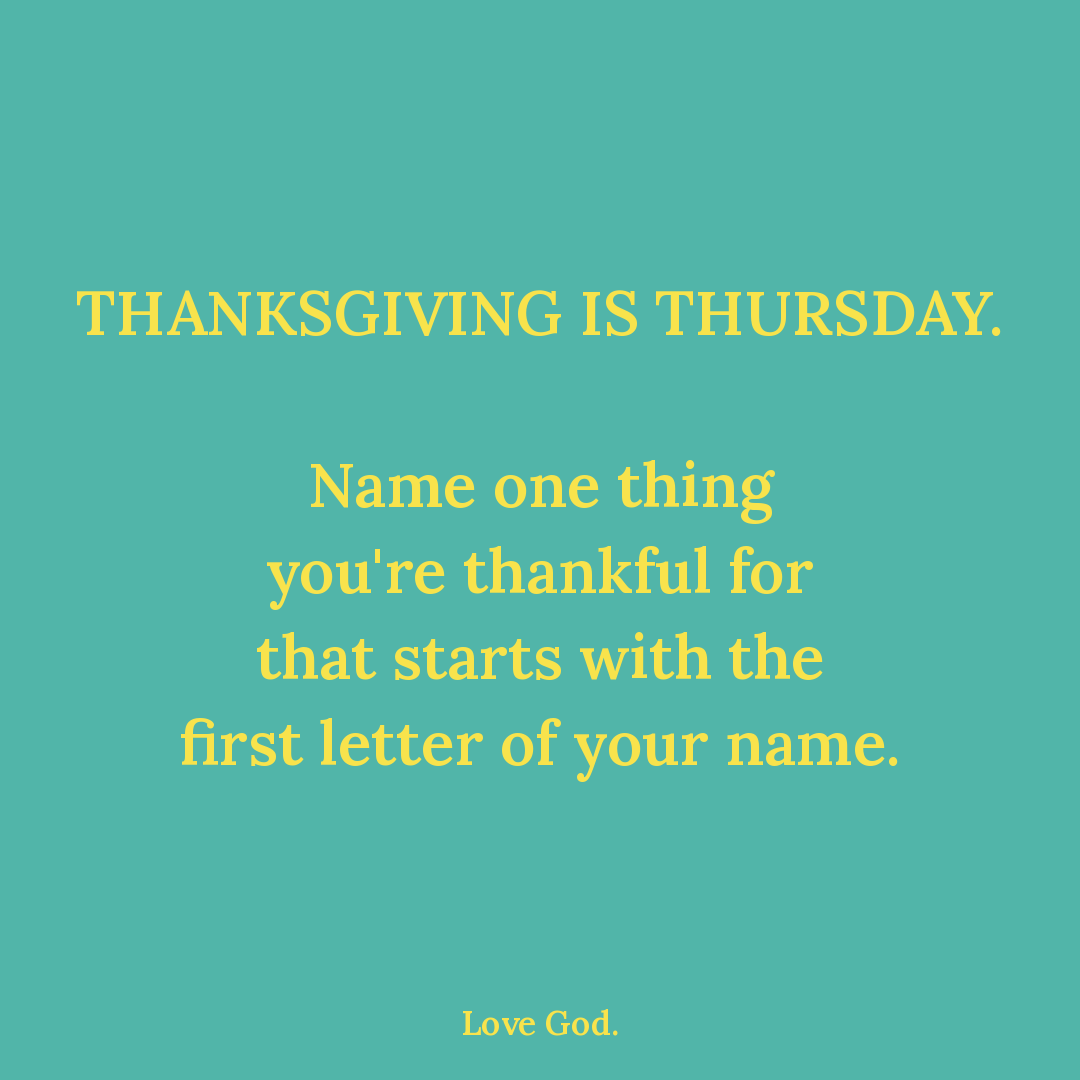 THANKSGIVING IS THURSDAY.
Name one thing
you're thankful for
that starts with the
first letter of your name.
Love God.